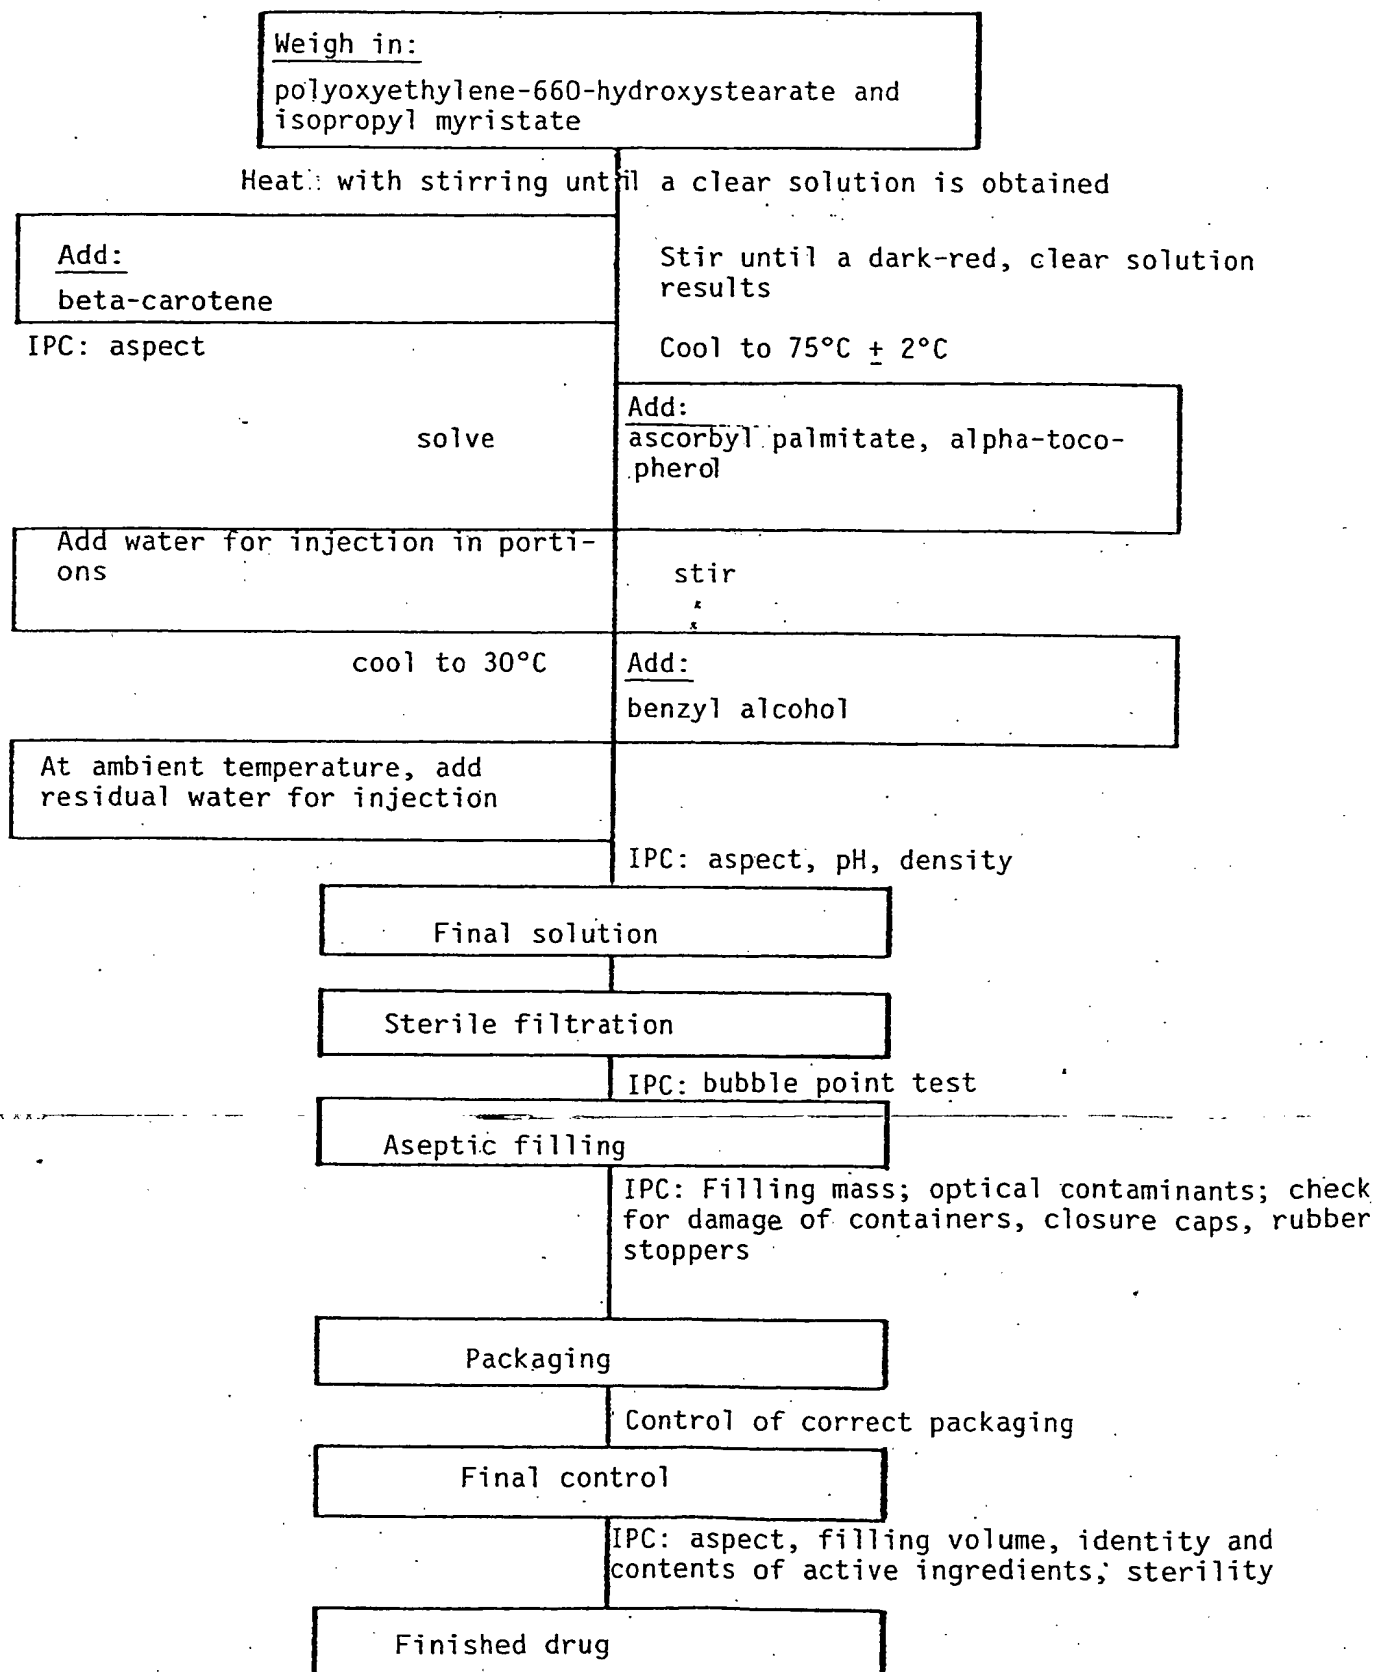 Weigh in:
polyoxyethylene-660-hydroxystearate and
isopropyl myristate
Heat: with stirring until a clear solution is obtained
Add:
beta-carotene
Stir until a dark-red, clear solution
results
IPC: aspect
Cool to 75°C ± 2°C
solve
Add:
ascorbyl palmitate, alpha-toco-
pherol
Add water for injection in porti-
ons
stir
cool to 30°C
Add:
benzyl alcohol
At ambient temperature, add
residual water for injection
IPC: aspect, pH, density
Final solution
Sterile filtration
IPC: bubble point test
Aseptic filling
IPC: Filling mass; optical contaminants; check
for damage of containers, closure caps, rubber
stoppers
Packaging
Control of correct packaging
Final control
IPC: aspect, filling volume, identity and
contents of active ingredients; sterility
Finished drug